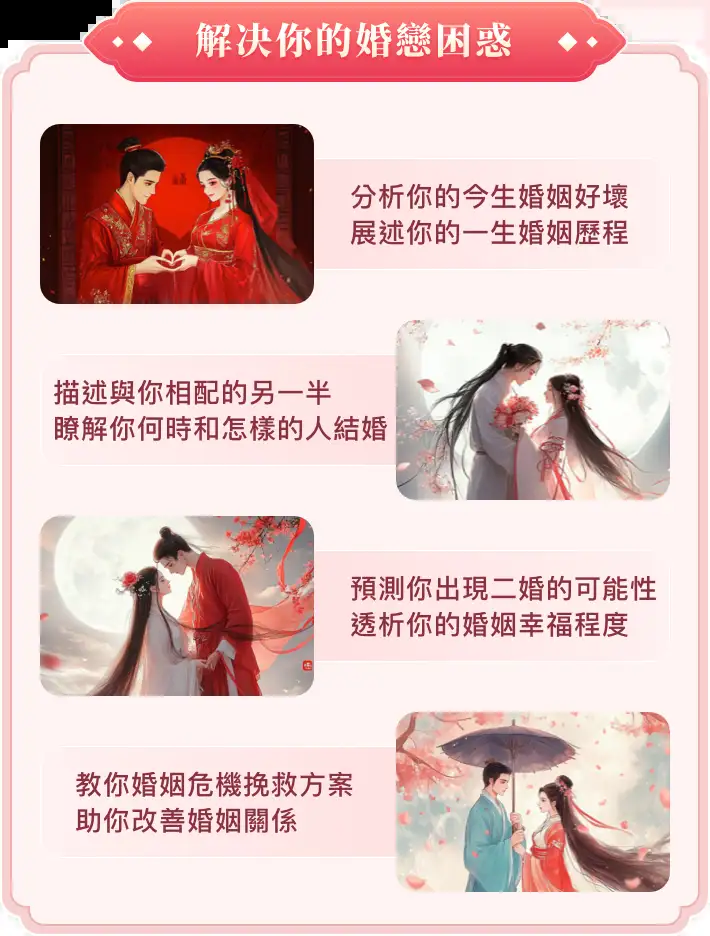 解决你的婚戀困惑
分析你的今生婚姻好壞
展述你的一生婚姻歷程
描述與你相配的另一半
瞭解你何時和怎樣的人結婚
預測你出現二婚的可能性
透析你的婚姻幸福程度
教你婚姻危機挽救方案
助你改善婚姻關係